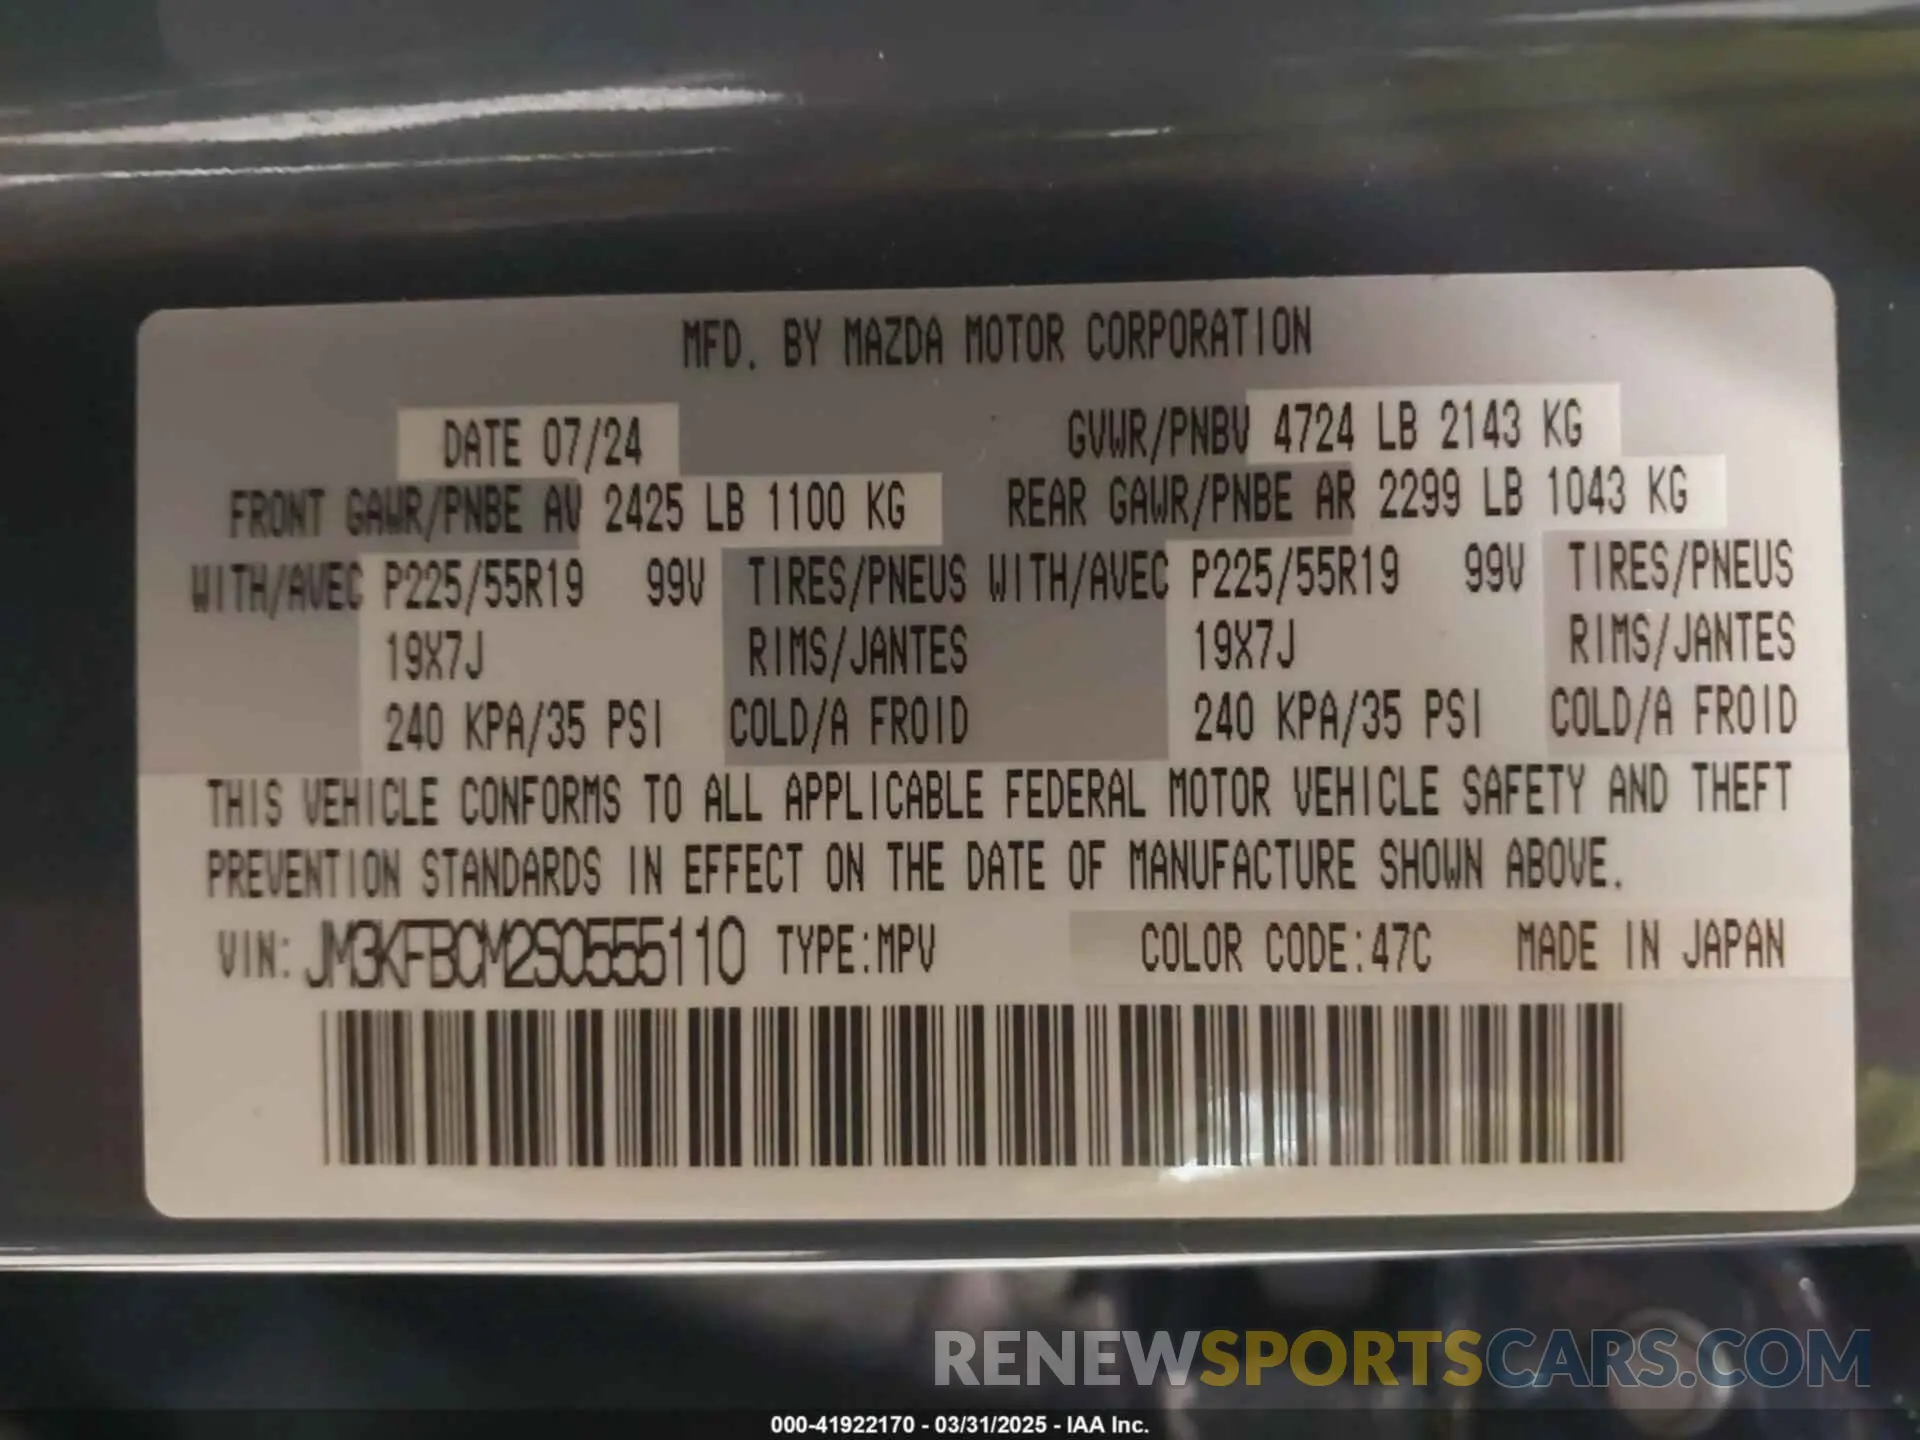 MFD. BY MAZDA MOTOR CORPORATION
DATE 07/24 GVWR/PNBV 4724 LB 2143 KG
FRONT GAWR/PNBE AV 2425 LB 1100 KG REAR GAWR/PNBE AR 2299 LB 1043 KG
WITH/AVEC P225/55R19 99V TIRES/PNEUS WITH/AVEC P225/55R19 99V TIRES/PNEUS
19X7J RIMS/JANTES 19X7J RIMS/JANTES
240 KPA/35 PSI COLD/A FROID 240 KPA/35 PSI COLD/A FROID
THIS VEHICLE CONFORMS TO ALL APPLICABLE FEDERAL MOTOR VEHICLE SAFETY AND THEFT
PREVENTION STANDARDS IN EFFECT ON THE DATE OF MANUFACTURE SHOWN ABOVE.
VIN: JM3KFBCM2S0555110 TYPE:MPV COLOR CODE:47C MADE IN JAPAN
RENEWSPORTSCARS.COM
000-41922170 - 03/31/2025 - IAA Inc.